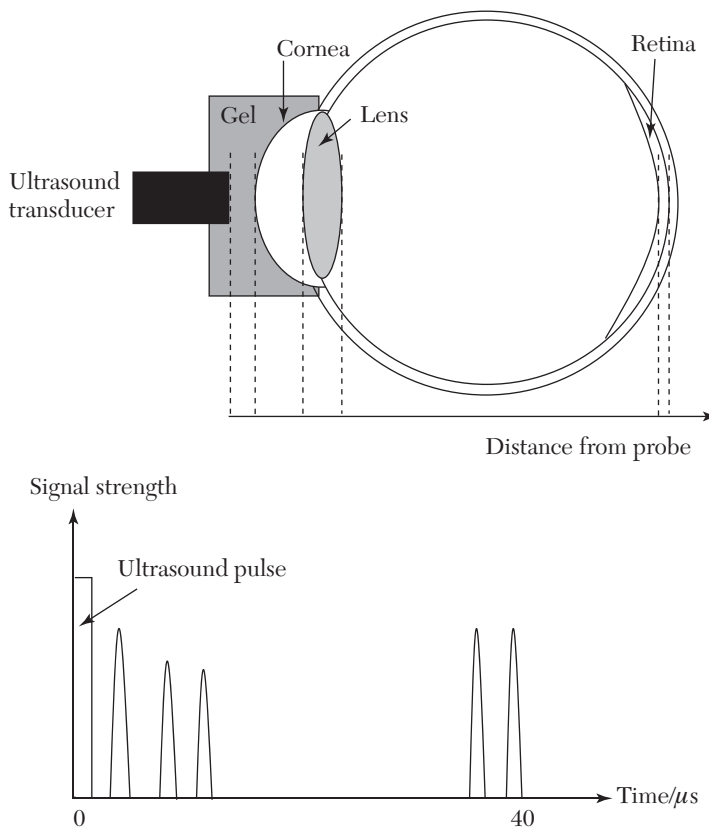 Cornea
Retina
Gel
Lens
Ultrasound
transducer
Distance from probe
Signal strength
Ultrasound pulse
Time/μs
0
40